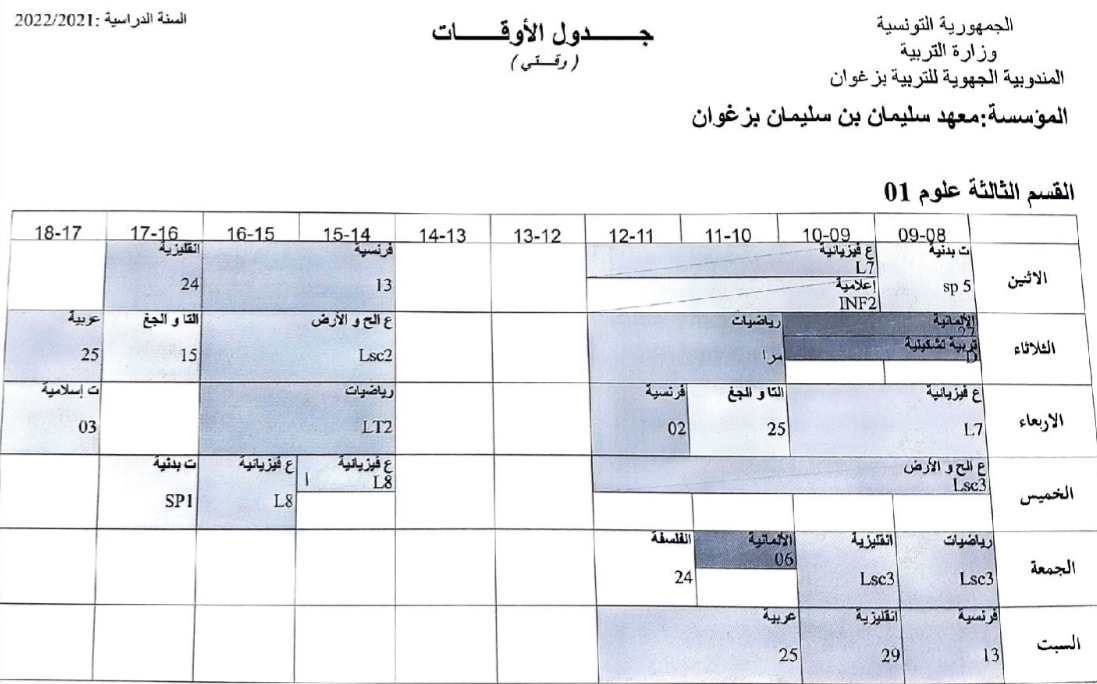 الجمهورية التونسية
وزارة التربية
المندوبية الجهوية للتربية بزغوان
جـــدول الأوقـــات
( وقـتي )
السنة الدراسية :2022/2021
المؤسسة:معهد سليمان بن سليمان بزغوان
القسم الثالثة علوم 01
09-08 10-09 11-10 12-11 13-12 14-13 15-14 16-15 17-16 18-17
الاثنين
ت بدنية
sp 5
ع فيزيائية
L7
إعلامية
INF2
فرنسية
13
انقليزية
24
الثلاثاء
الألمانية
27
تربية تشكيلية
D
رياضيات
مرا
ع الح و الأرض
Lsc2
التا و الجغ
15
عربية
25
الاربعاء
ع فيزيائية
L7
التا و الجغ
25
فرنسية
02
رياضيات
LT2
ت إسلامية
03
الخميس
ع الح و الأرض
Lsc3
ع فيزيائية
L8
أ
ع فيزيائية
L8
ت بدنية
SP1
الجمعة
رياضيات
Lsc3
انقليزية
Lsc3
الألمانية
06
الفلسفة
24
السبت
فرنسية
13
انقليزية
29
عربية
25